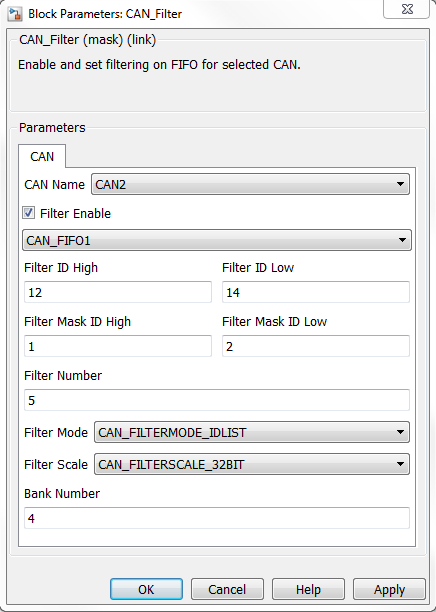 Block Parameters: CAN_Filter
CAN_Filter (mask) (link)
Enable and set filtering on FIFO for selected CAN.
Parameters
CAN
CAN Name CAN2
Filter Enable
CAN_FIFO1
Filter ID High Filter ID Low
12 14
Filter Mask ID High Filter Mask ID Low
1 2
Filter Number
5
Filter Mode CAN_FILTERMODE_IDLIST
Filter Scale CAN_FILTERSCALE_32BIT
Bank Number
4
OK Cancel Help Apply